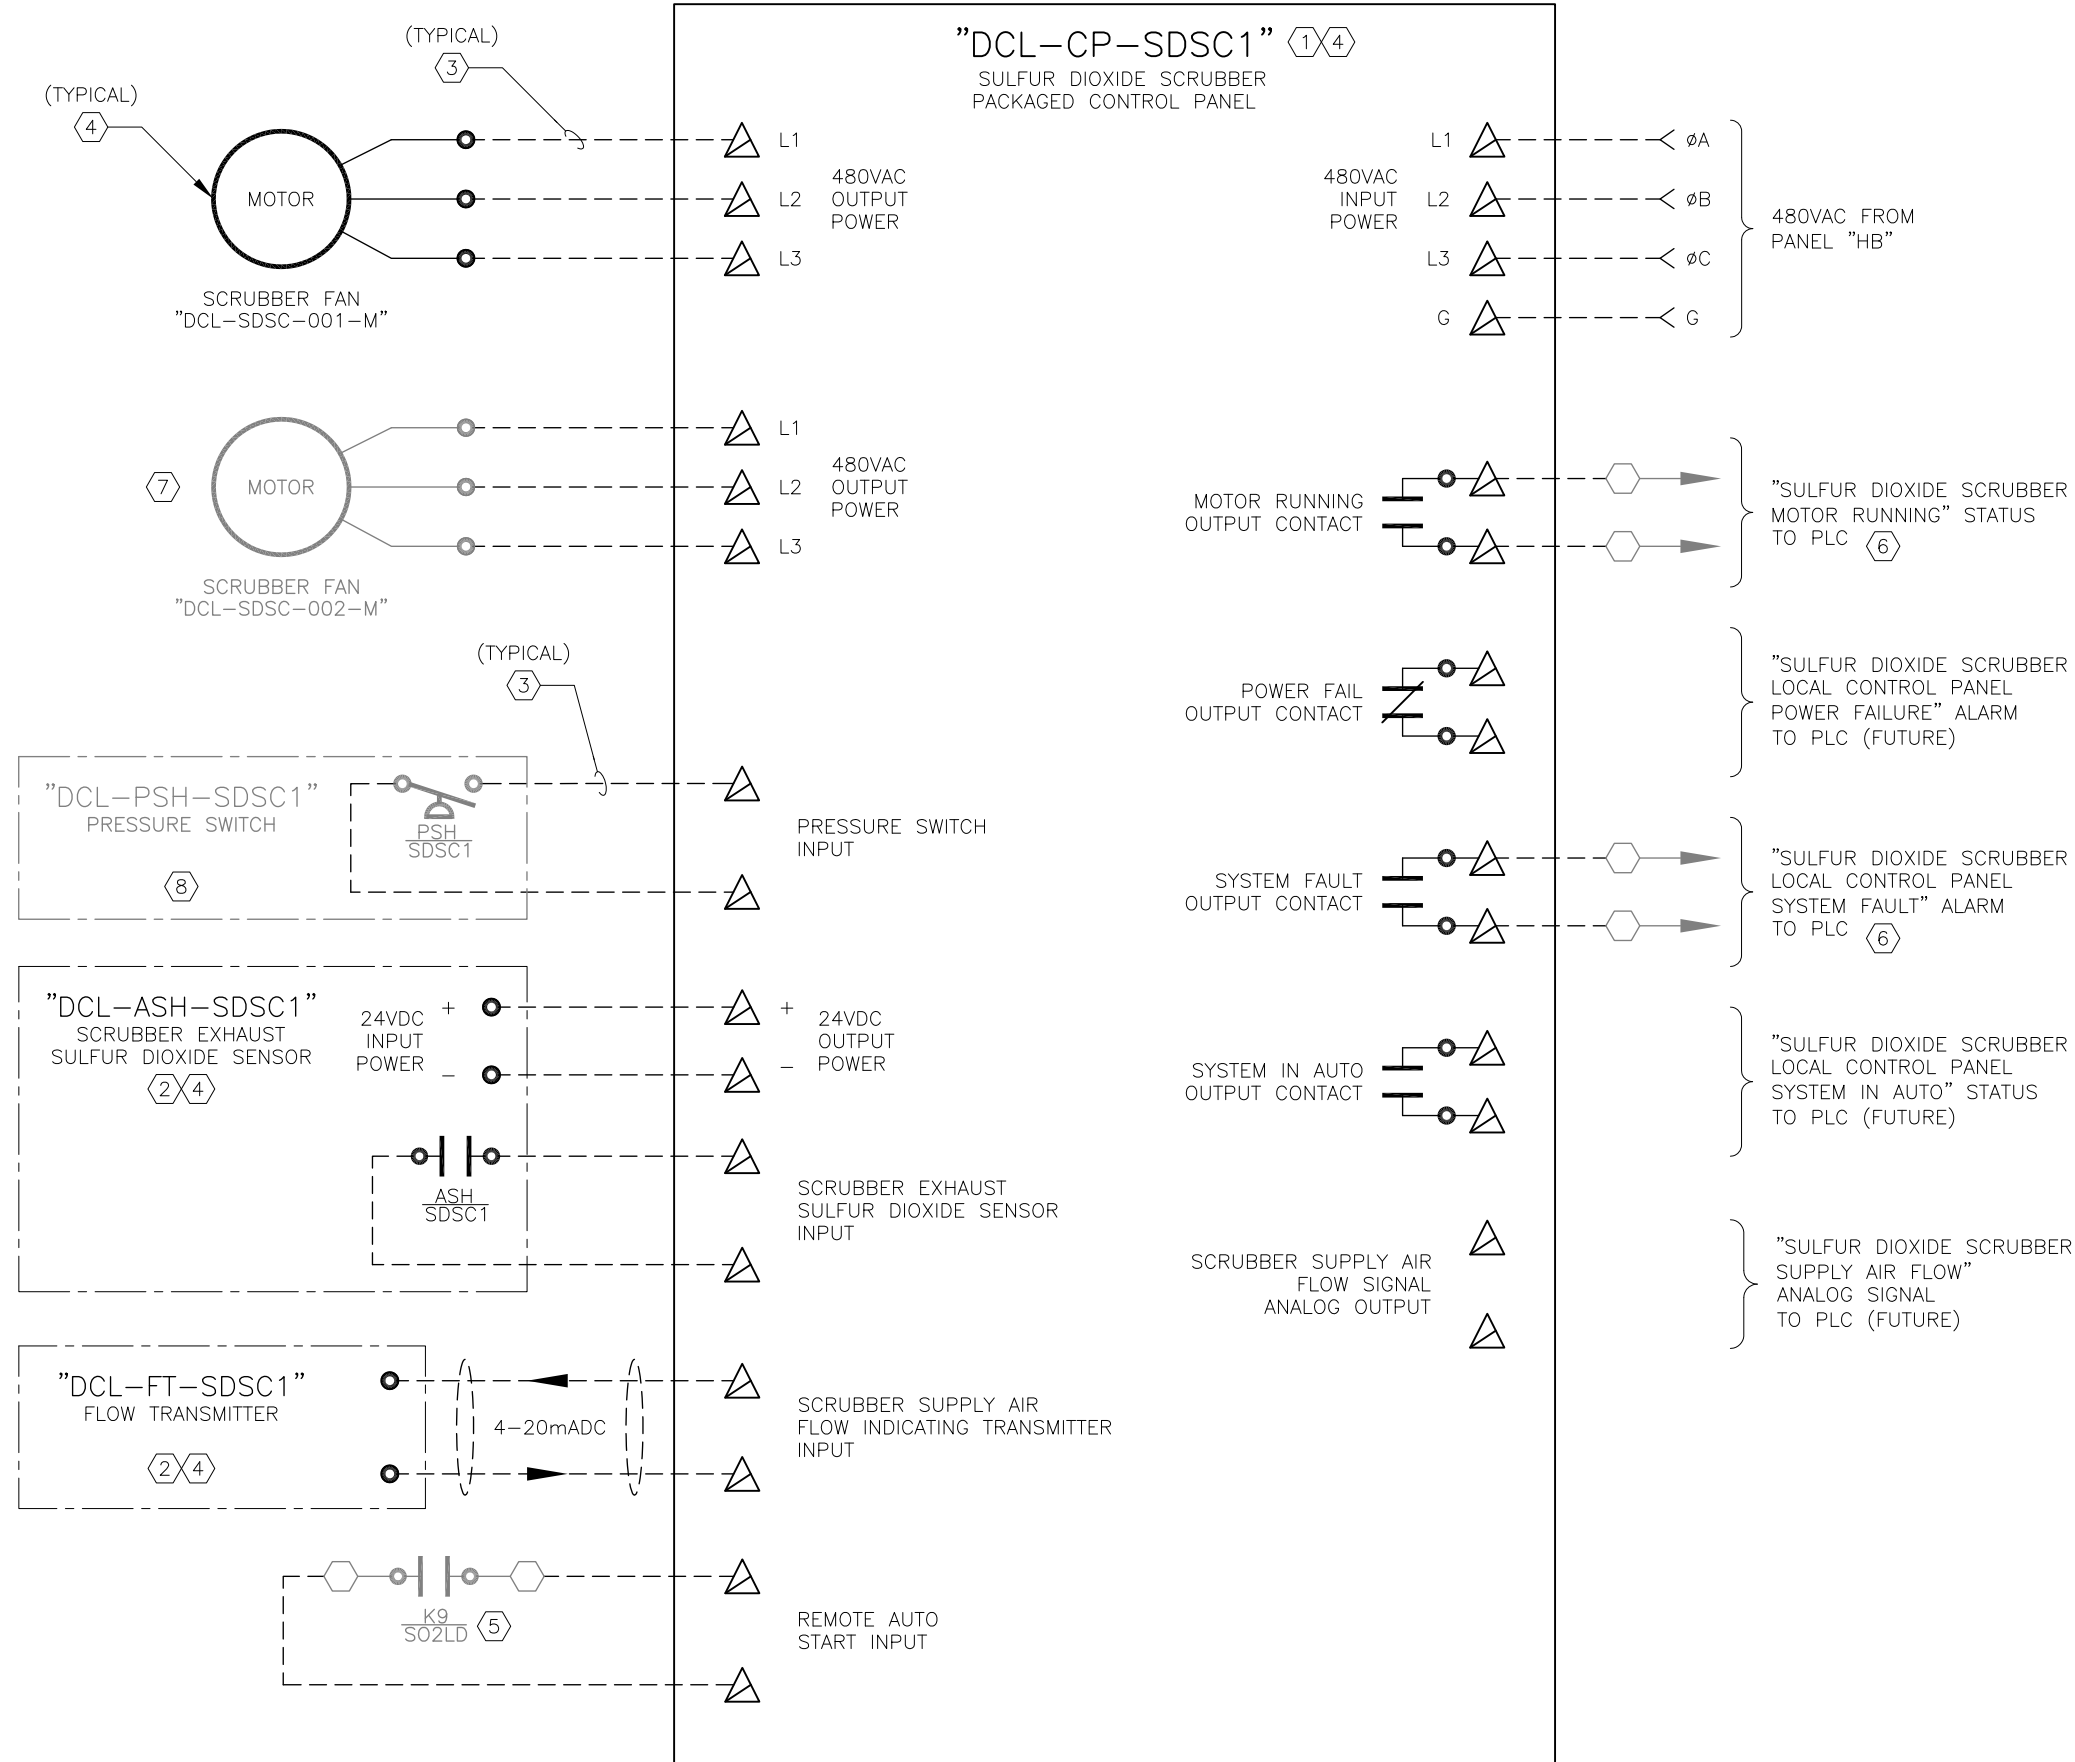 "DCL-CP-SDSC1" 1 4
SULFUR DIOXIDE SCRUBBER
PACKAGED CONTROL PANEL
(TYPICAL)
3
(TYPICAL)
4
MOTOR
SCRUBBER FAN
"DCL-SDSC-001-M"
L1
L2
L3
480VAC
OUTPUT
POWER
7
MOTOR
SCRUBBER FAN
"DCL-SDSC-002-M"
L1
L2
L3
480VAC
OUTPUT
POWER
(TYPICAL)
3
"DCL-PSH-SDSC1"
PRESSURE SWITCH
8
PSH
SDSC1
PRESSURE SWITCH
INPUT
"DCL-ASH-SDSC1"
SCRUBBER EXHAUST
SULFUR DIOXIDE SENSOR
2 4
24VDC
INPUT
POWER
+
-
ASH
SDSC1
+
-
24VDC
OUTPUT
POWER
SCRUBBER EXHAUST
SULFUR DIOXIDE SENSOR
INPUT
"DCL-FT-SDSC1"
FLOW TRANSMITTER
2 4
4-20mADC
SCRUBBER SUPPLY AIR
FLOW INDICATING TRANSMITTER
INPUT
K9
SO2LD
5
REMOTE AUTO
START INPUT
480VAC
INPUT
POWER
L1
L2
L3
G
øA
øB
øC
G
480VAC FROM
PANEL "HB"
MOTOR RUNNING
OUTPUT CONTACT
"SULFUR DIOXIDE SCRUBBER
MOTOR RUNNING" STATUS
TO PLC 6
POWER FAIL
OUTPUT CONTACT
"SULFUR DIOXIDE SCRUBBER
LOCAL CONTROL PANEL
POWER FAILURE" ALARM
TO PLC (FUTURE)
SYSTEM FAULT
OUTPUT CONTACT
"SULFUR DIOXIDE SCRUBBER
LOCAL CONTROL PANEL
SYSTEM FAULT" ALARM
TO PLC 6
SYSTEM IN AUTO
OUTPUT CONTACT
"SULFUR DIOXIDE SCRUBBER
LOCAL CONTROL PANEL
SYSTEM IN AUTO" STATUS
TO PLC (FUTURE)
SCRUBBER SUPPLY AIR
FLOW SIGNAL
ANALOG OUTPUT
"SULFUR DIOXIDE SCRUBBER
SUPPLY AIR FLOW"
ANALOG SIGNAL
TO PLC (FUTURE)